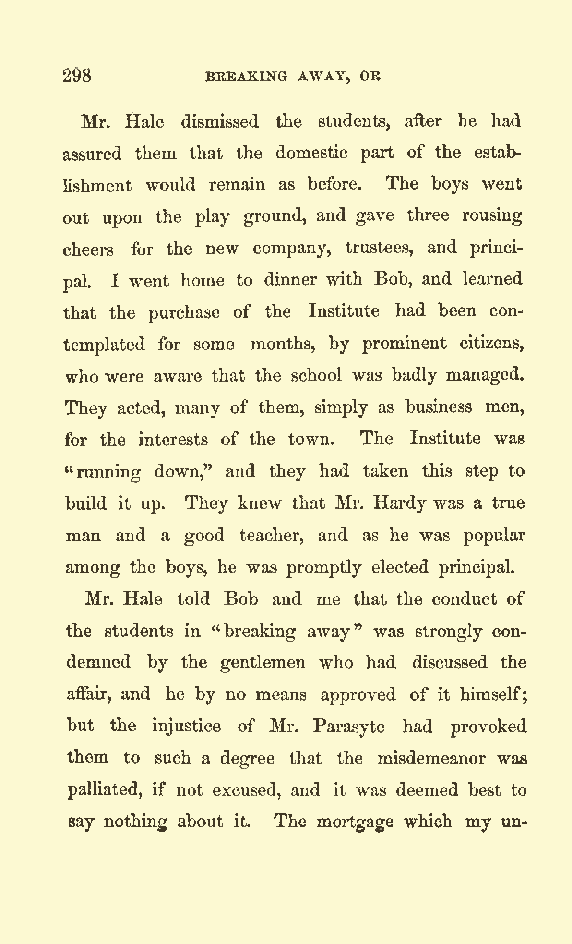 298 BREAKING AWAY, OR
Mr. Hale dismissed the students, after he had
assured them that the domestic part of the estab-
lishment would remain as before. The boys went
out upon the play ground, and gave three rousing
cheers for the new company, trustees, and princi-
pal. I went home to dinner with Bob, and learned
that the purchase of the Institute had been con-
templated for some months, by prominent citizens,
who were aware that the school was badly managed.
They acted, many of them, simply as business men,
for the interests of the town. The Institute was
"running down," and they had taken this step to
build it up. They knew that Mr. Hardy was a true
man and a good teacher, and as he was popular
among the boys, he was promptly elected principal.
Mr. Hale told Bob and me that the conduct of
the students in "breaking away" was strongly con-
demned by the gentlemen who had discussed the
affair, and he by no means approved of it himself;
but the injustice of Mr. Parasyte had provoked
them to such a degree that the misdemeanor was
palliated, if not excused, and it was deemed best to
say nothing about it. The mortgage which my un-